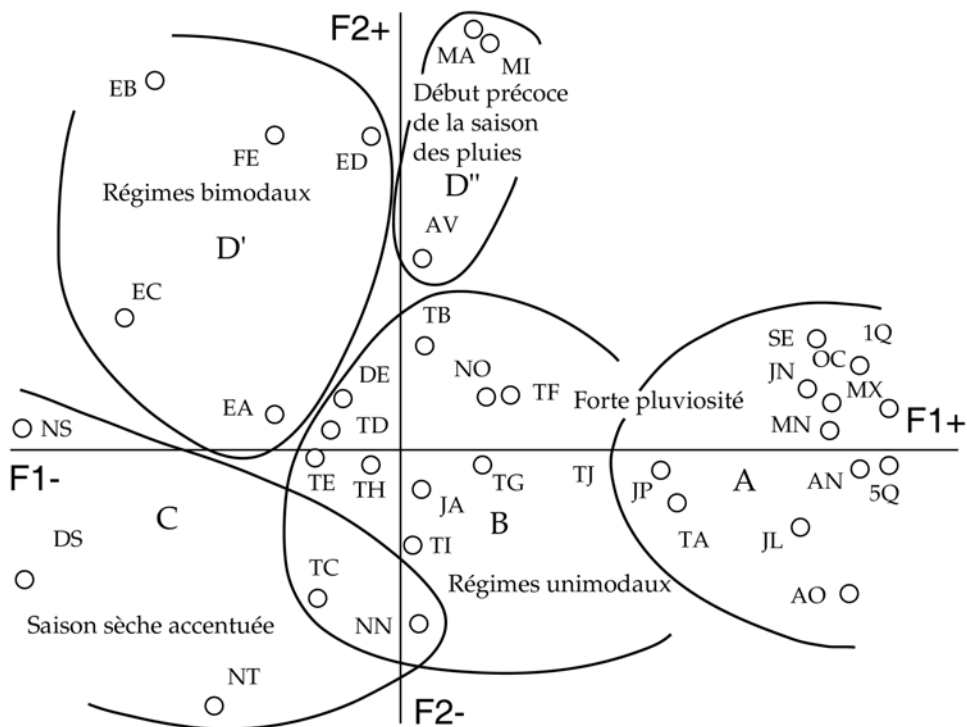 F2+
MA
MI
EB
Début précoce
de la saison
des pluies
FE
ED
Régimes bimodaux
D"
D'
AV
EC
TB
SE
1Q
OC
DE
NO
TF
JN
MX
Forte pluviosité
EA
TD
MN
F1+
NS
F1-
TE
TH
TG
TJ
JP
A
AN
5Q
JA
C
B
DS
TI
TA
JL
TC
Régimes unimodaux
AO
Saison sèche accentuée
NN
NT
F2-